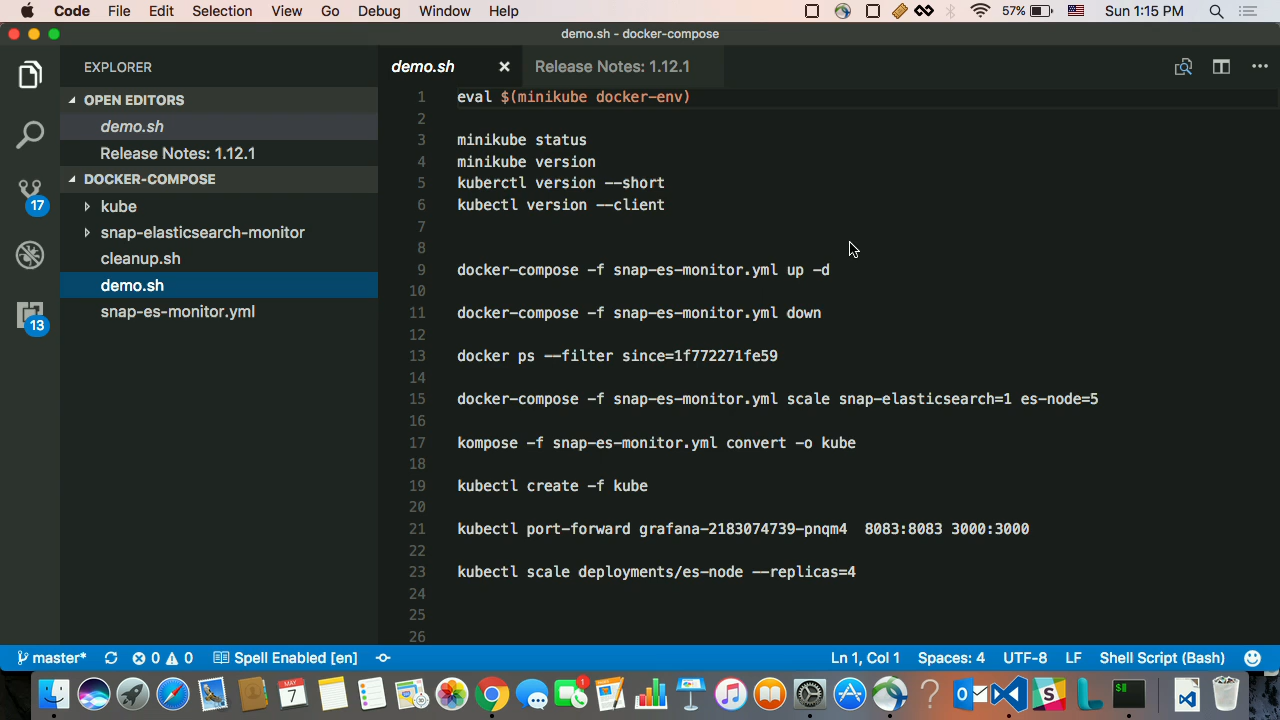 Code File Edit Selection View Go Debug Window Help 57% Sun 1:15 PM
demo.sh - docker-compose
EXPLORER
OPEN EDITORS
demo.sh
Release Notes: 1.12.1
DOCKER-COMPOSE
kube
snap-elasticsearch-monitor
cleanup.sh
demo.sh
snap-es-monitor.yml
17
13
demo.sh × Release Notes: 1.12.1
1 eval $(minikube docker-env)
2
3 minikube status
4 minikube version
5 kuberctl version --short
6 kubectl version --client
7
8
9 docker-compose -f snap-es-monitor.yml up -d
10
11 docker-compose -f snap-es-monitor.yml down
12
13 docker ps --filter since=1f772271fe59
14
15 docker-compose -f snap-es-monitor.yml scale snap-elasticsearch=1 es-node=5
16
17 kompose -f snap-es-monitor.yml convert -o kube
18
19 kubectl create -f kube
20
21 kubectl port-forward grafana-2183074739-pnqm4  8083:8083 3000:3000
22
23 kubectl scale deployments/es-node --replicas=4
24
25
26
master* 0 0 Spell Enabled [en] Ln 1, Col 1 Spaces: 4 UTF-8 LF Shell Script (Bash)
MAY
7
1
?
$